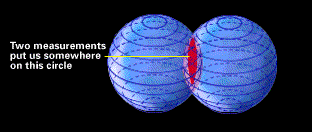 Two measurements
put us somewhere
on this circle